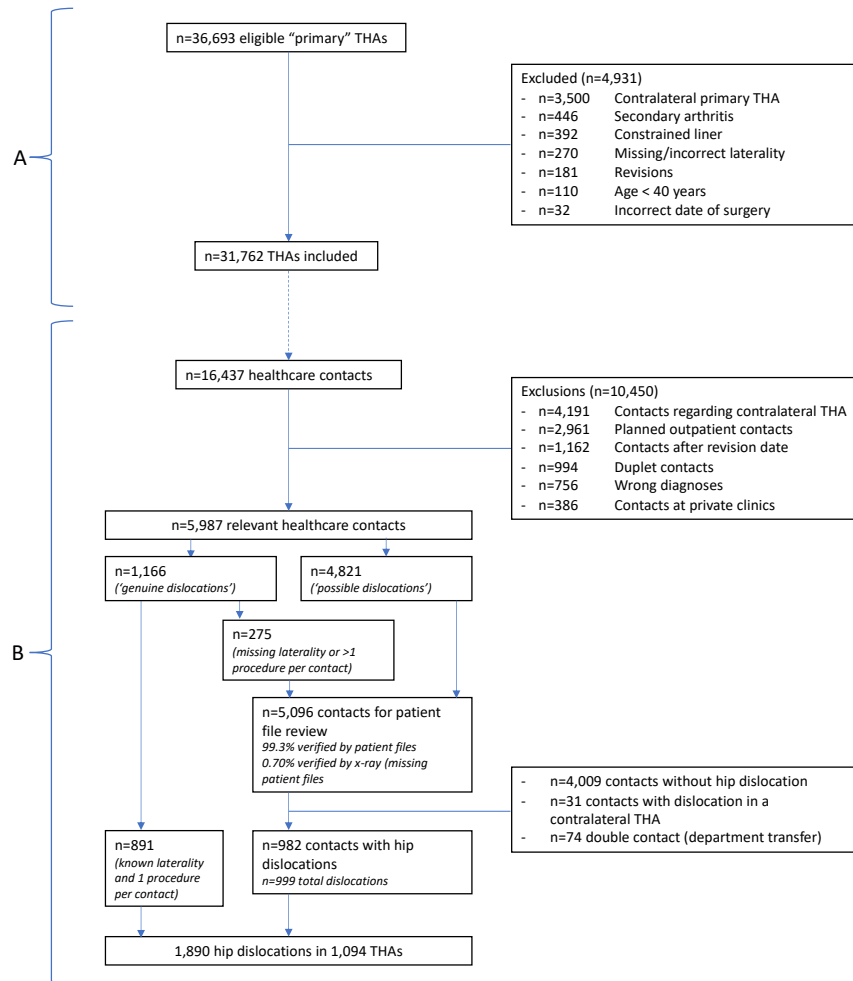 A
n=36,693 eligible “primary” THAs
Excluded (n=4,931)
- n=3,500 Contralateral primary THA
- n=446 Secondary arthritis
- n=392 Constrained liner
- n=270 Missing/incorrect laterality
- n=181 Revisions
- n=110 Age < 40 years
- n=32 Incorrect date of surgery
n=31,762 THAs included
B
n=16,437 healthcare contacts
Exclusions (n=10,450)
- n=4,191 Contacts regarding contralateral THA
- n=2,961 Planned outpatient contacts
- n=1,162 Contacts after revision date
- n=994 Duplet contacts
- n=756 Wrong diagnoses
- n=386 Contacts at private clinics
n=5,987 relevant healthcare contacts
n=1,166
(‘genuine dislocations’)
n=4,821
(‘possible dislocations’)
n=275
(missing laterality or >1
procedure per contact)
n=5,096 contacts for patient
file review
99.3% verified by patient files
0.70% verified by x-ray (missing
patient files
- n=4,009 contacts without hip dislocation
- n=31 contacts with dislocation in a
contralateral THA
- n=74 double contact (department transfer)
n=891
(known laterality
and 1 procedure
per contact)
n=982 contacts with hip
dislocations
n=999 total dislocations
1,890 hip dislocations in 1,094 THAs